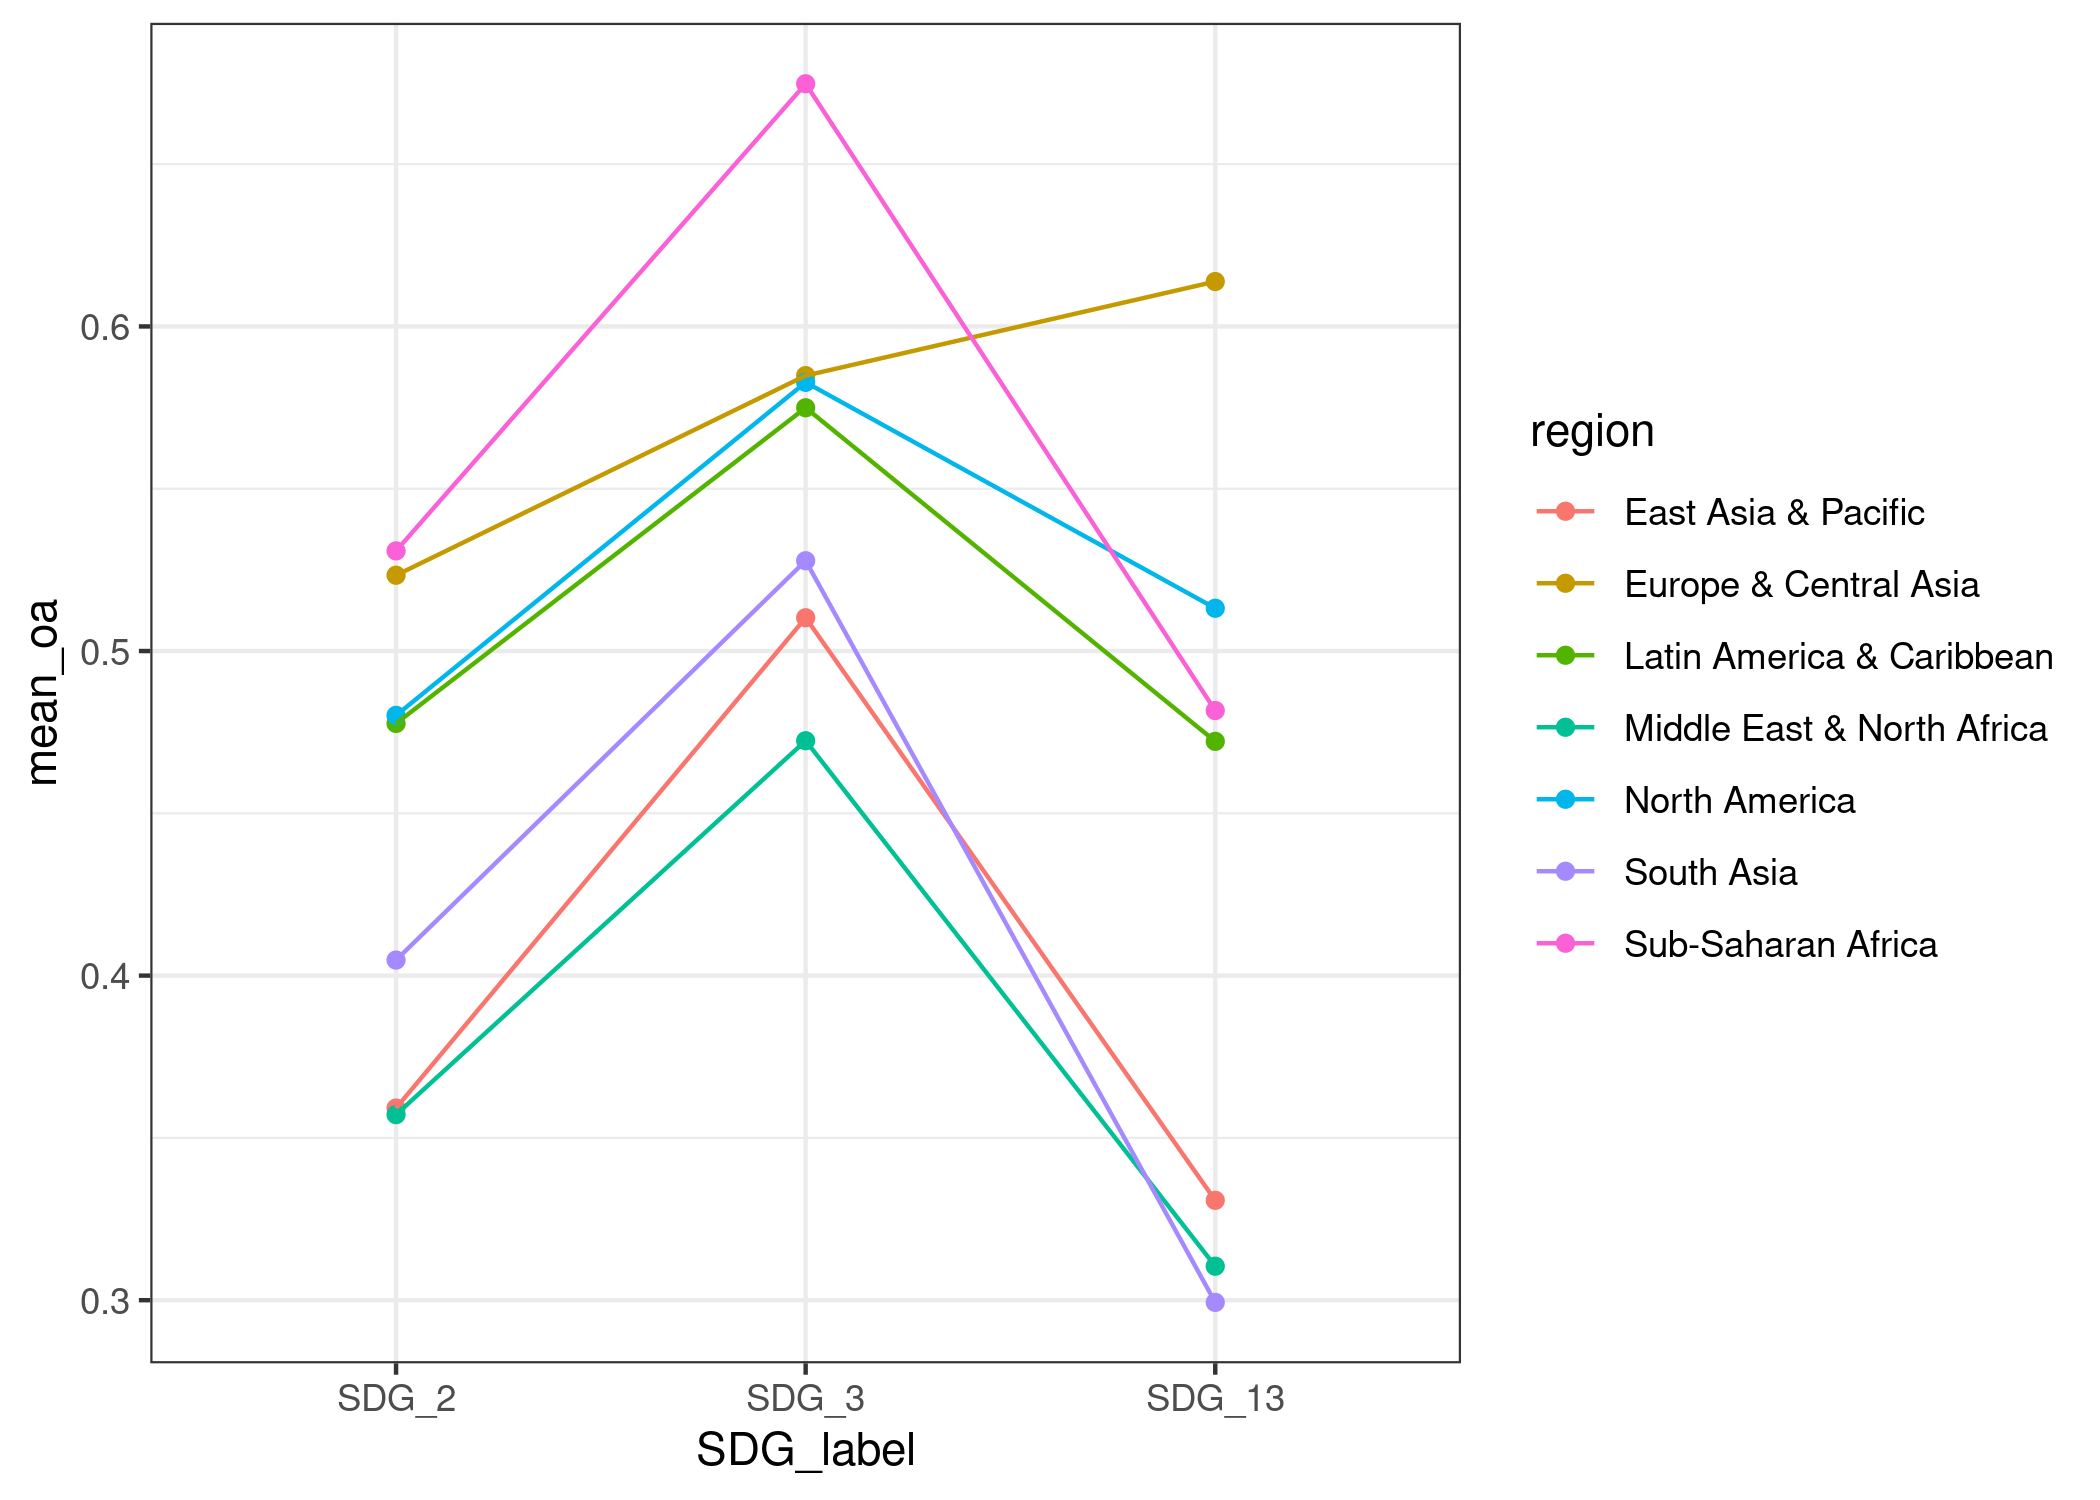 mean_oa
0.6
0.5
0.4
0.3
SDG_2
SDG_3
SDG_13
SDG_label
region
East Asia & Pacific
Europe & Central Asia
Latin America & Caribbean
Middle East & North Africa
North America
South Asia
Sub-Saharan Africa